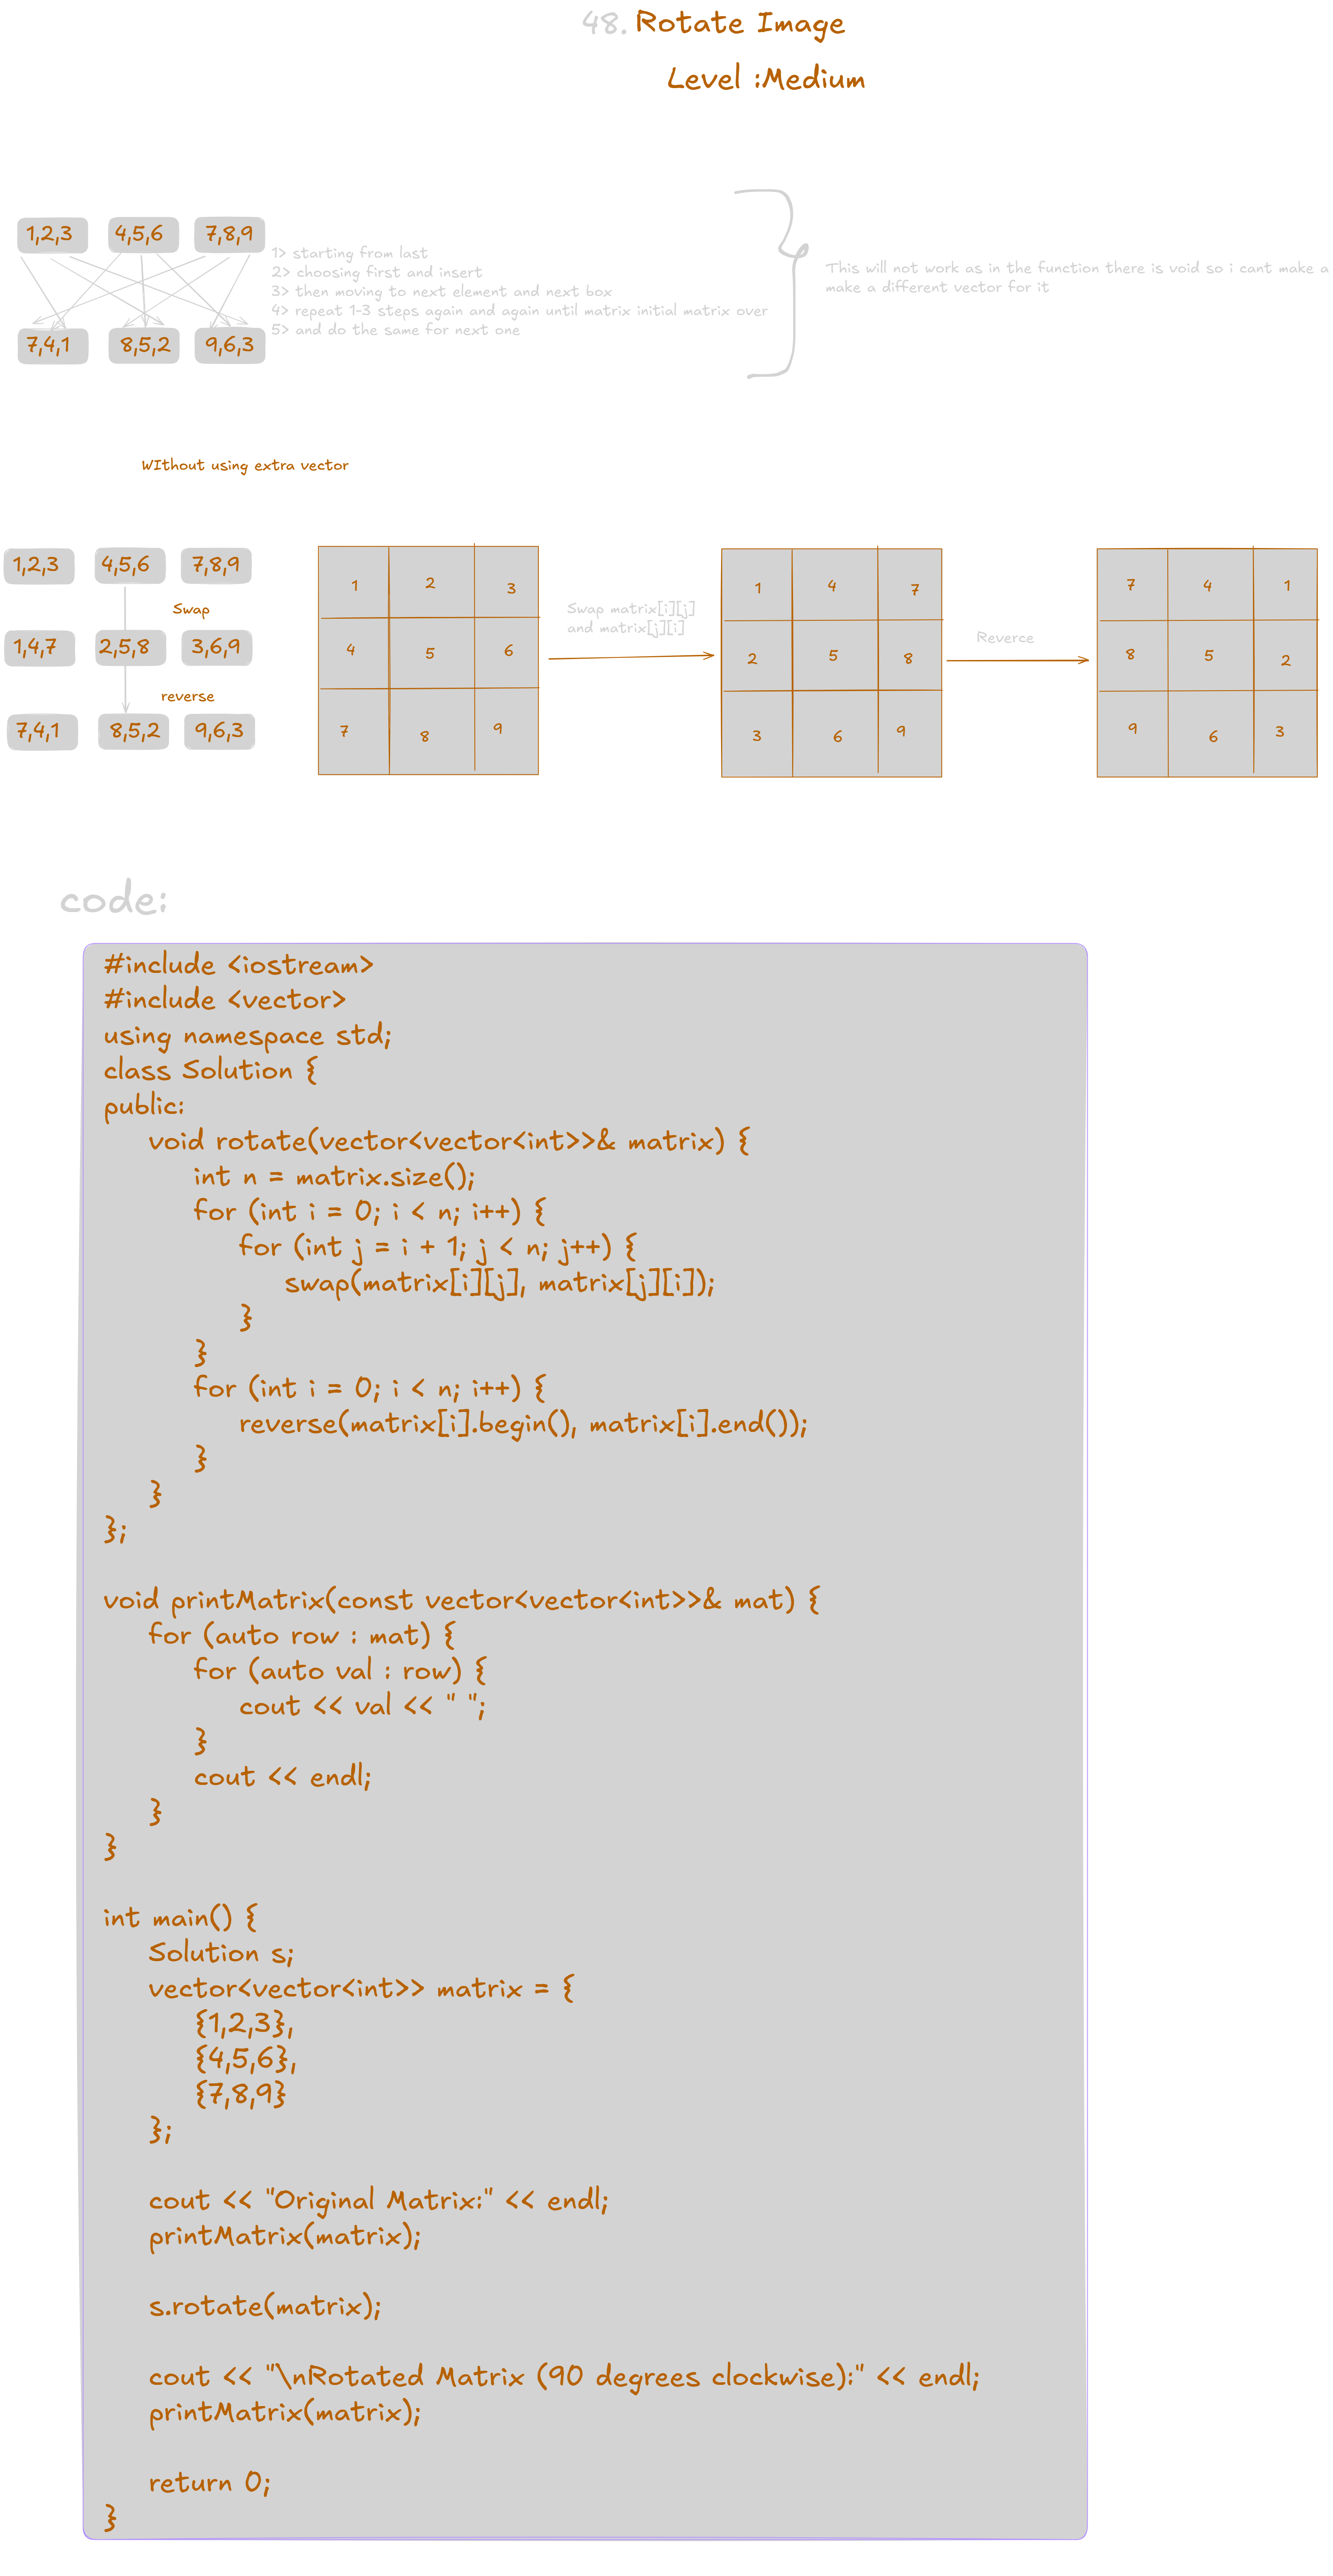 48. Rotate Image
Level :Medium
1,2,3 4,5,6 7,8,9
1> starting from last
2> choosing first and insert
3> then moving to next element and next box
4> repeat 1-3 steps again and again until matrix initial matrix over
5> and do the same for next one
7,4,1 8,5,2 9,6,3
This will not work as in the function there is void so i cant make a
make a different vector for it
WIthout using extra vector
1,2,3 4,5,6 7,8,9
Swap
1,4,7 2,5,8 3,6,9
reverse
7,4,1 8,5,2 9,6,3
1 2 3
4 5 6
7 8 9
Swap matrix[i][j]
and matrix[j][i]
1 4 7
2 5 8
3 6 9
Reverce
7 4 1
8 5 2
9 6 3
code:
#include <iostream>
#include <vector>
using namespace std;
class Solution {
public:
    void rotate(vector<vector<int>>& matrix) {
        int n = matrix.size();
        for (int i = 0; i < n; i++) {
            for (int j = i + 1; j < n; j++) {
                swap(matrix[i][j], matrix[j][i]);
            }
        }
        for (int i = 0; i < n; i++) {
            reverse(matrix[i].begin(), matrix[i].end());
        }
    }
};
void printMatrix(const vector<vector<int>>& mat) {
    for (auto row : mat) {
        for (auto val : row) {
            cout << val << " ";
        }
        cout << endl;
    }
}
int main() {
    Solution s;
    vector<vector<int>> matrix = {
        {1,2,3},
        {4,5,6},
        {7,8,9}
    };
    cout << "Original Matrix:" << endl;
    printMatrix(matrix);
    s.rotate(matrix);
    cout << "\nRotated Matrix (90 degrees clockwise):" << endl;
    printMatrix(matrix);
    return 0;
}